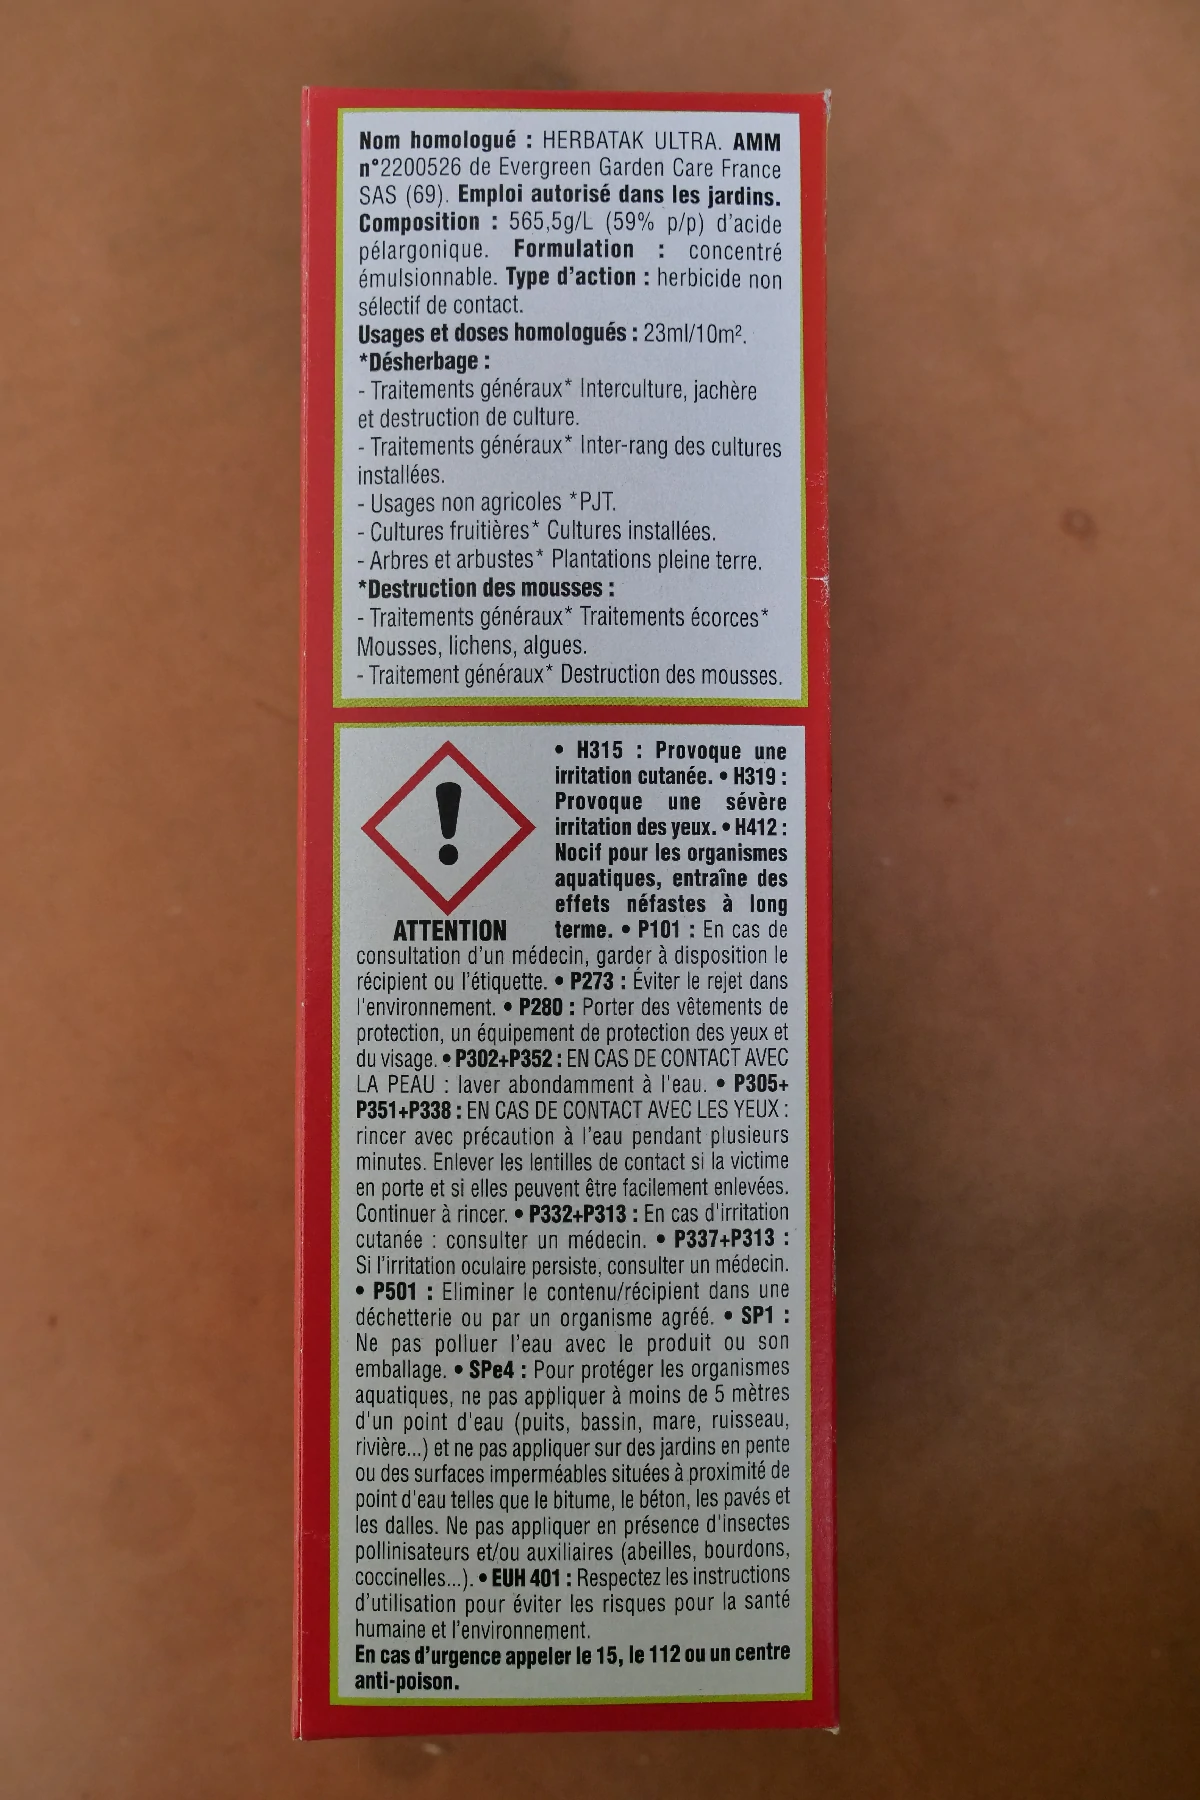 Nom homologué : HERBATAK ULTRA. AMM
n°2200526 de Evergreen Garden Care France
SAS (69). Emploi autorisé dans les jardins.
Composition : 565,5g/L (59% p/p) d'acide
pélargonique. Formulation : concentré
émulsionnable. Type d'action : herbicide non
sélectif de contact.
Usages et doses homologués : 23ml/10m².
*Désherbage :
- Traitements généraux* Interculture, jachère
et destruction de culture.
- Traitements généraux* Inter-rang des cultures
installées.
- Usages non agricoles *PJT.
- Cultures fruitières* Cultures installées.
- Arbres et arbustes* Plantations pleine terre.
*Destruction des mousses :
- Traitements généraux* Traitements écorces*
Mousses, lichens, algues.
- Traitement généraux* Destruction des mousses.
• H315 : Provoque une
irritation cutanée. • H319 :
Provoque une sévère
irritation des yeux. • H412 :
Nocif pour les organismes
aquatiques, entraîne des
effets néfastes à long
ATTENTION terme. • P101 : En cas de
consultation d'un médecin, garder à disposition le
récipient ou l'étiquette. • P273 : Éviter le rejet dans
l'environnement. • P280 : Porter des vêtements de
protection, un équipement de protection des yeux et
du visage. • P302+P352 : EN CAS DE CONTACT AVEC
LA PEAU : laver abondamment à l'eau. • P305+
P351+P338 : EN CAS DE CONTACT AVEC LES YEUX :
rincer avec précaution à l'eau pendant plusieurs
minutes. Enlever les lentilles de contact si la victime
en porte et si elles peuvent être facilement enlevées.
Continuer à rincer. • P332+P313 : En cas d'irritation
cutanée : consulter un médecin. • P337+P313 :
Si l'irritation oculaire persiste, consulter un médecin.
• P501 : Eliminer le contenu/récipient dans une
déchetterie ou par un organisme agréé. • SP1 :
Ne pas polluer l'eau avec le produit ou son
emballage. • SPe4 : Pour protéger les organismes
aquatiques, ne pas appliquer à moins de 5 mètres
d'un point d'eau (puits, bassin, mare, ruisseau,
rivière...) et ne pas appliquer sur des jardins en pente
ou des surfaces imperméables situées à proximité de
point d'eau telles que le bitume, le béton, les pavés et
les dalles. Ne pas appliquer en présence d'insectes
pollinisateurs et/ou auxiliaires (abeilles, bourdons,
coccinelles...). • EUH 401 : Respectez les instructions
d'utilisation pour éviter les risques pour la santé
humaine et l'environnement.
En cas d'urgence appeler le 15, le 112 ou un centre
anti-poison.